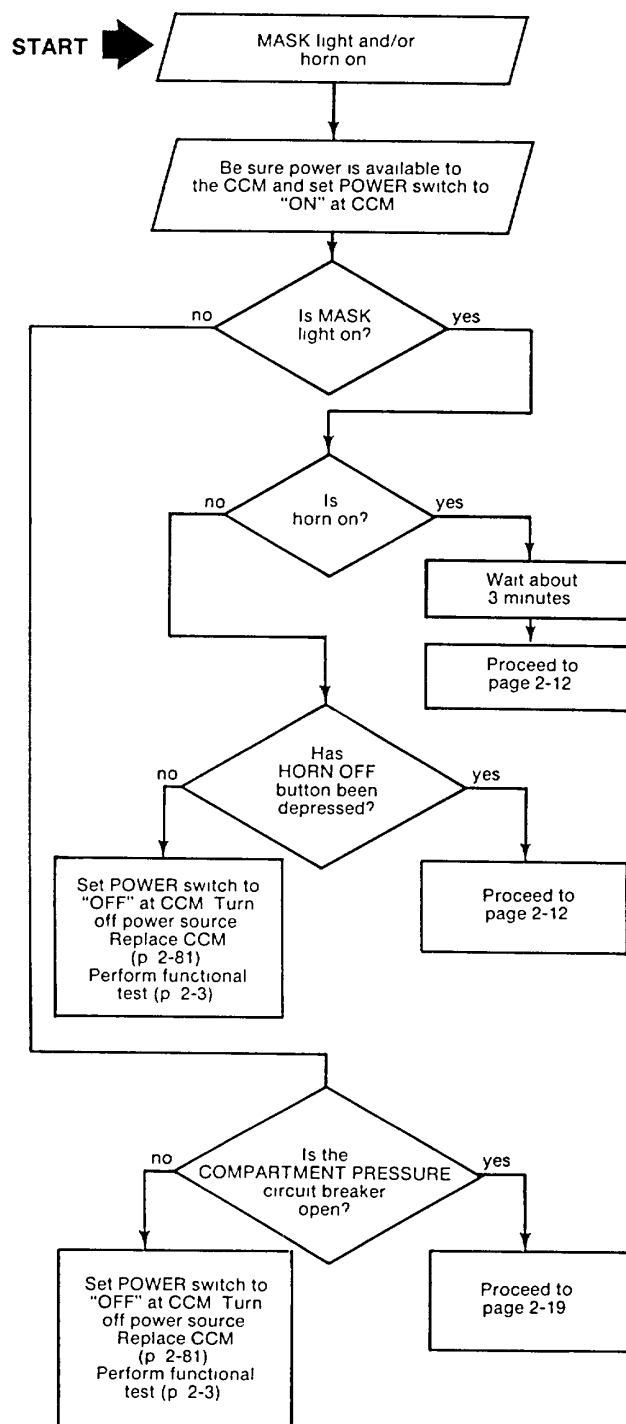 START
MASK light and/or
horn on
Be sure power is available to
the CCM and set POWER switch to
"ON" at CCM
no
Is MASK
light on?
yes
no
Is
horn on?
yes
Wait about
3 minutes
Proceed to
page 2-12
no
Has
HORN OFF
button been
depressed?
yes
Set POWER switch to
"OFF" at CCM Turn
off power source
Replace CCM
(p 2-81)
Perform functional
test (p 2-3)
Proceed to
page 2-12
no
Is the
COMPARTMENT PRESSURE
circuit breaker
open?
yes
Set POWER switch to
"OFF" at CCM Turn
off power source
Replace CCM
(p 2-81)
Perform functional
test (p 2-3)
Proceed to
page 2-19